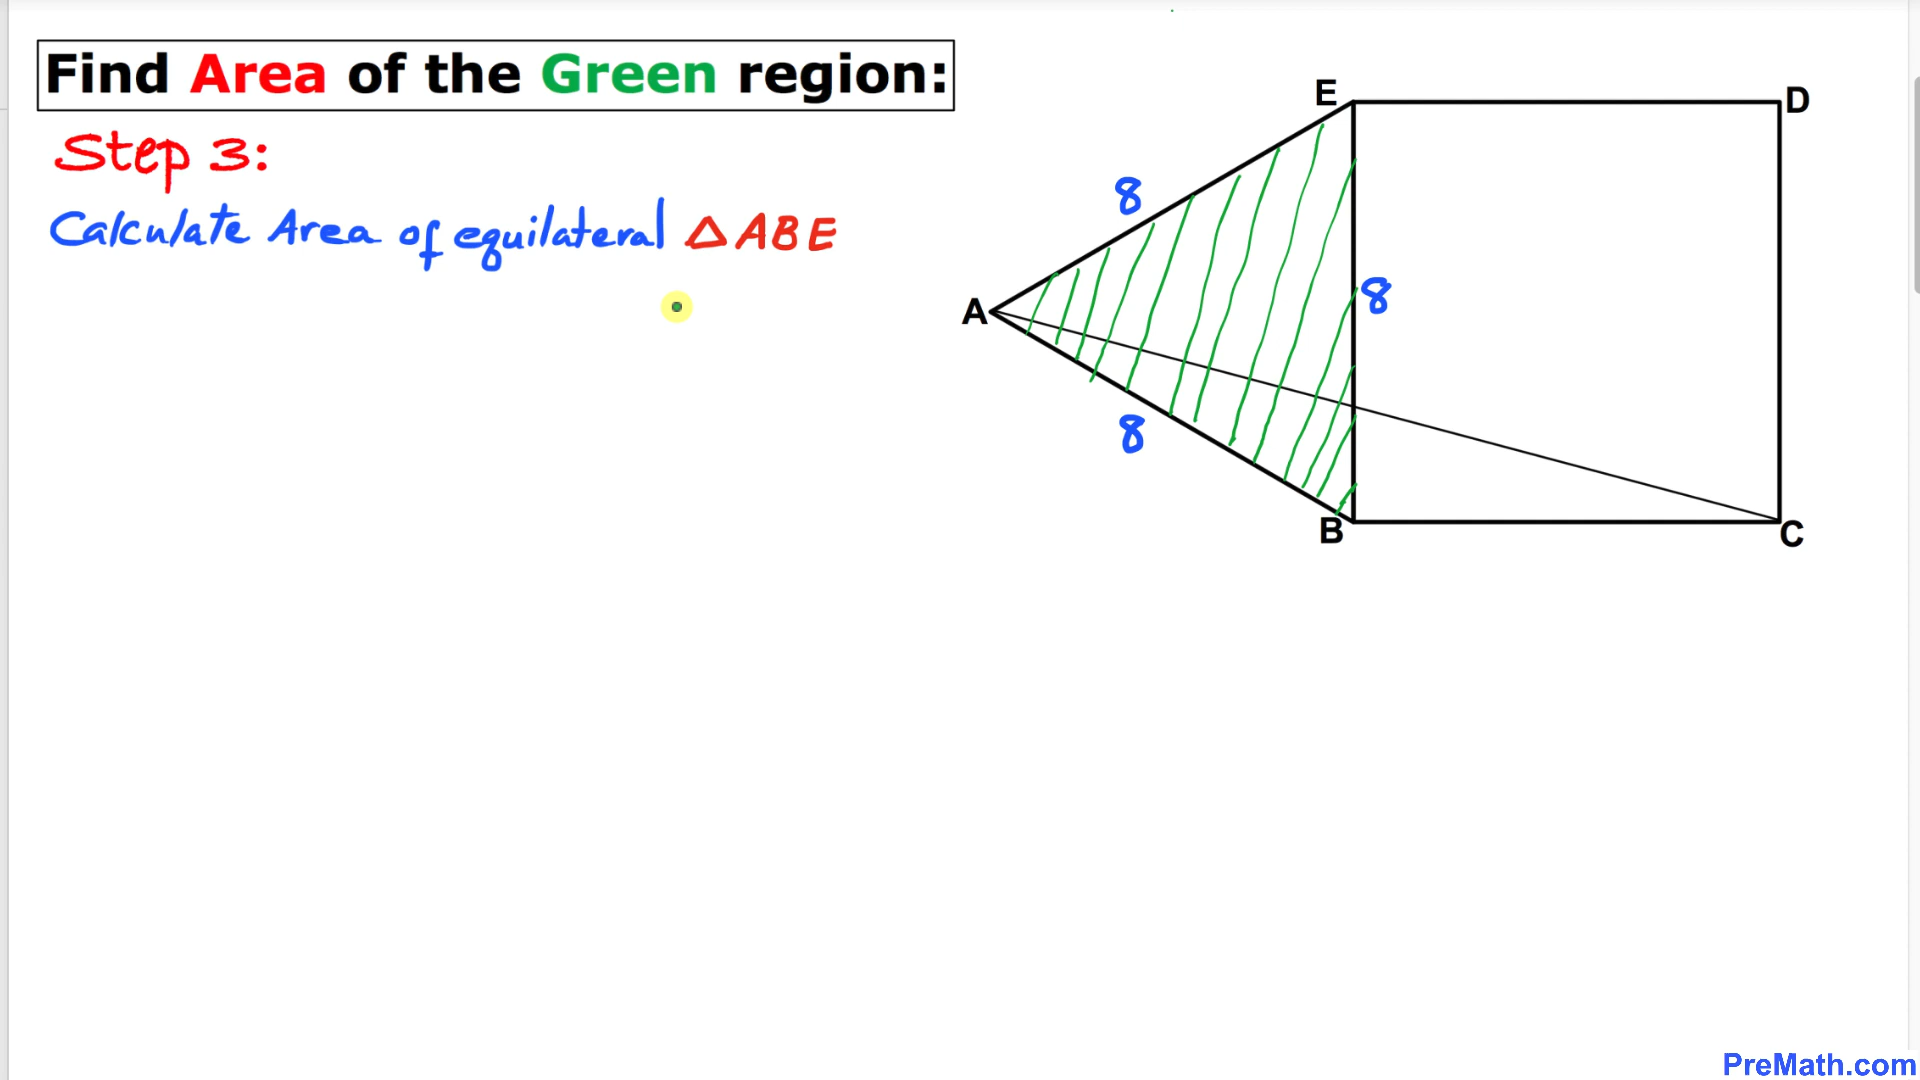 Find Area of the Green region:
Step 3:
Calculate Area of equilateral △ABE
E
D
8
A
8
8
B
C
PreMath.com